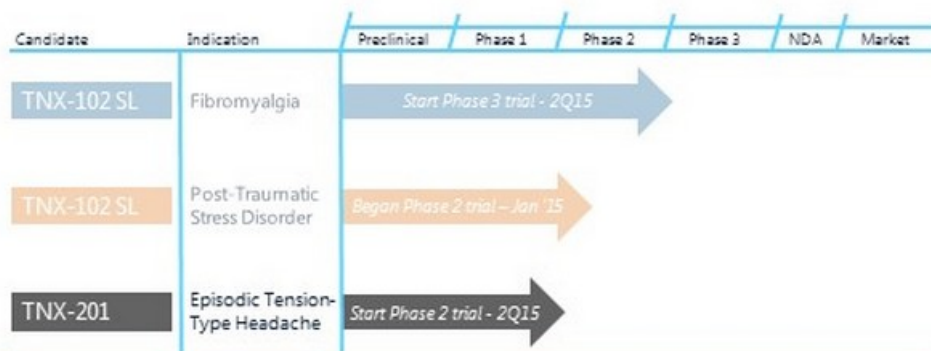 Candidate Indication Preclinical Phase 1 Phase 2 Phase 3 NDA Market
TNX-102 SL Fibromyalgia Start Phase 3 trial - 2Q15
TNX-102 SL Post-Traumatic
Stress Disorder Began Phase 2 trial – Jan '15
TNX-201 Episodic Tension-
Type Headache Start Phase 2 trial - 2Q15